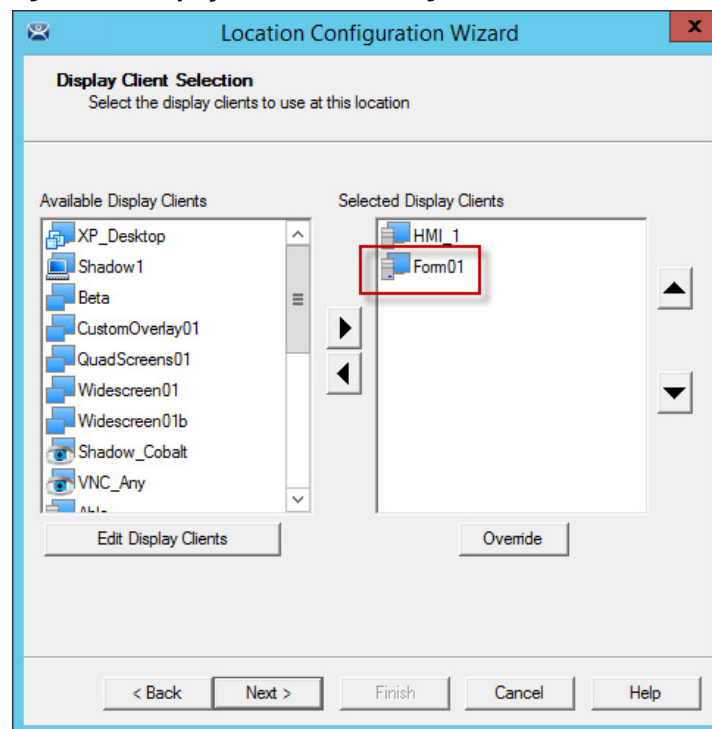 Location Configuration Wizard
x
Display Client Selection
Select the display clients to use at this location
Available Display Clients
XP_Desktop
Shadow1
Beta
CustomOverlay01
QuadScreens01
Widescreen01
Widescreen01b
Shadow_Cobalt
VNC_Any
Edit Display Clients
Selected Display Clients
HMI_1
Form01
Override
< Back
Next >
Finish
Cancel
Help